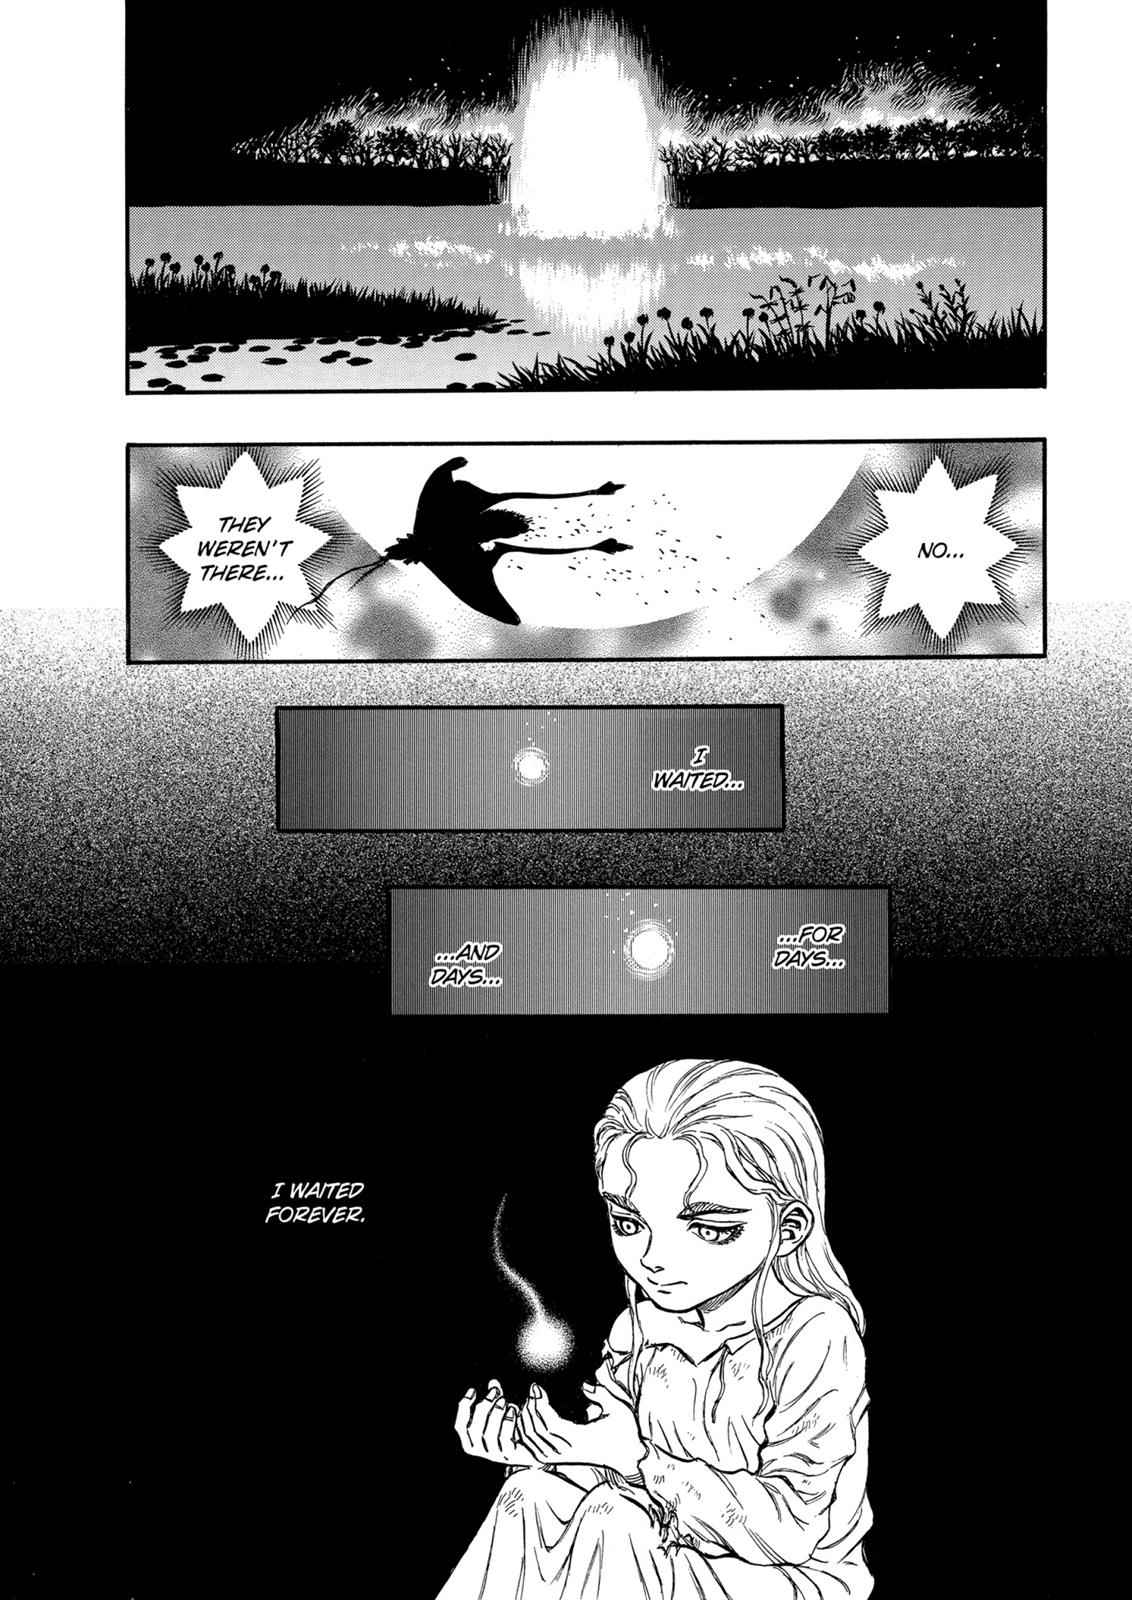 NO...
THEY
WEREN'T
THERE...
I
WAITED...
...FOR
DAYS...
...AND
DAYS...
I WAITED
FOREVER.